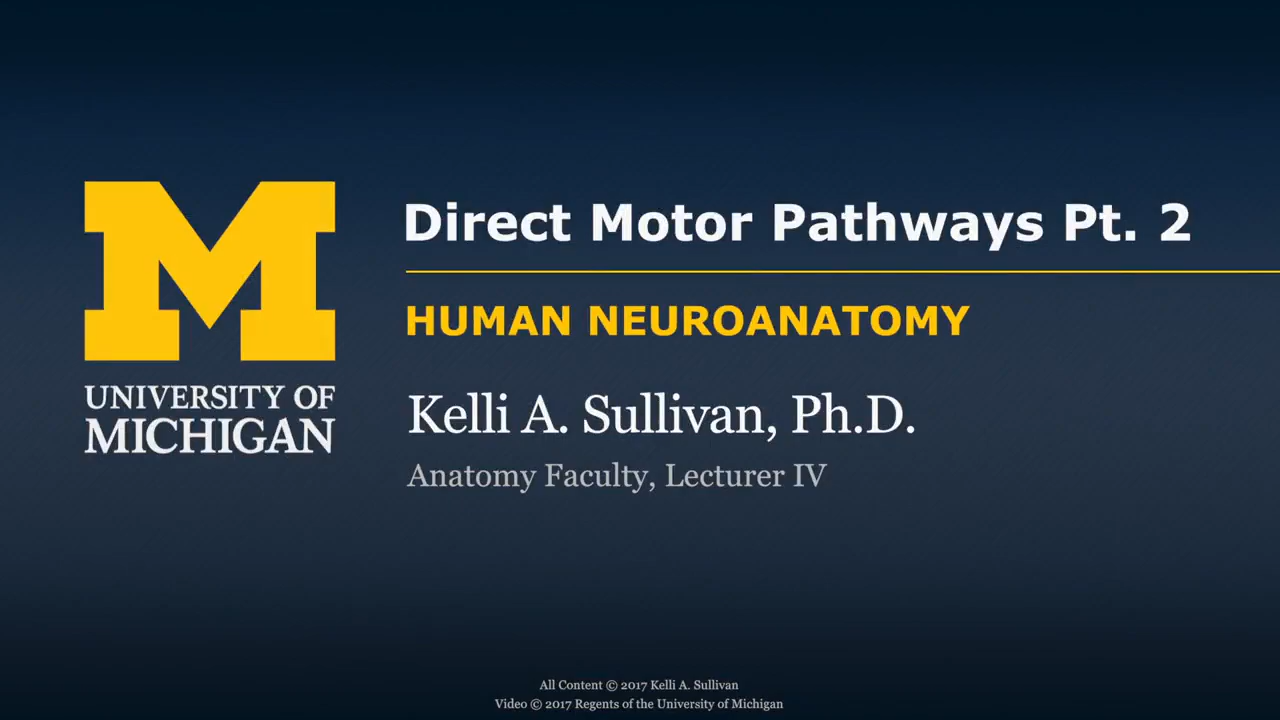 Direct Motor Pathways Pt. 2
HUMAN NEUROANATOMY
UNIVERSITY OF
MICHIGAN
Kelli A. Sullivan, Ph.D.
Anatomy Faculty, Lecturer IV
All Content © 2017 Kelli A. Sullivan
Video © 2017 Regents of the University of Michigan